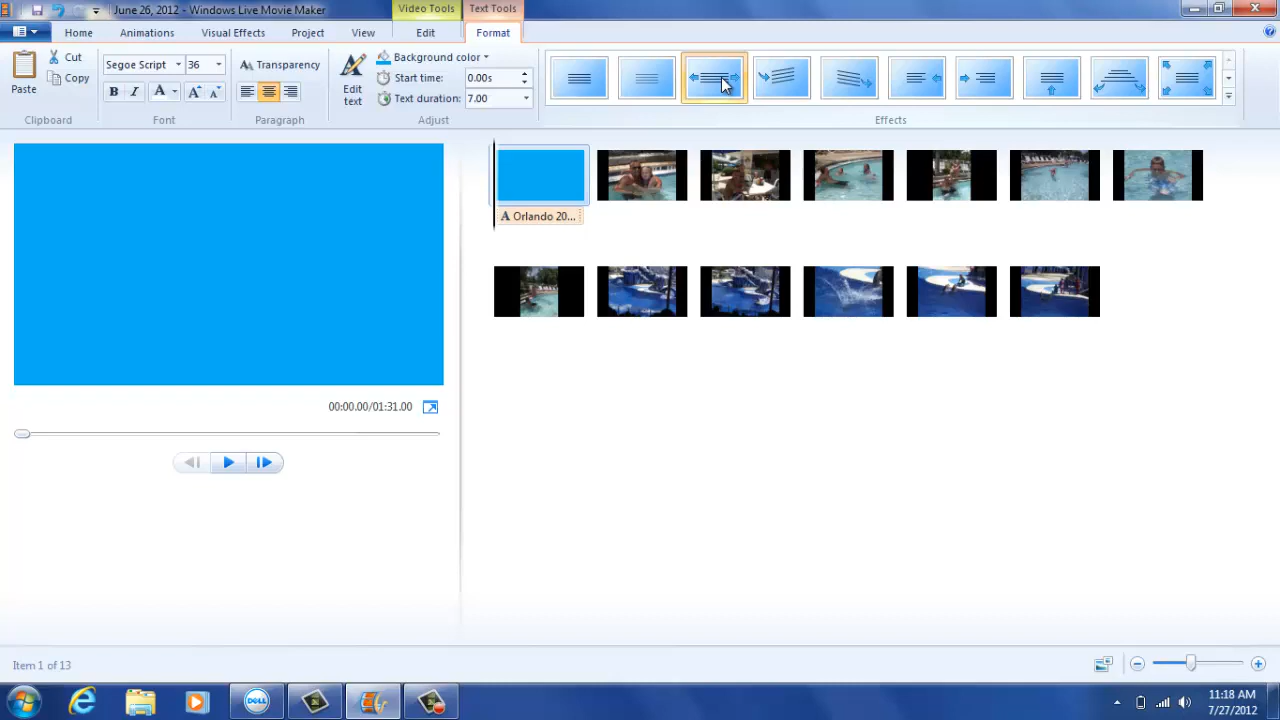 June 26, 2012 - Windows Live Movie Maker
Video Tools
Text Tools
Home
Animations
Visual Effects
Project
View
Edit
Format
Paste
Cut
Copy
Clipboard
Segoe Script
36
B I A A A
Font
Transparency
Paragraph
Edit text
Background color
Start time: 0.00s
Text duration: 7.00
Adjust
Effects
A Orlando 20...
00:00.00/01:31.00
Item 1 of 13
DELL
11:18 AM
7/27/2012